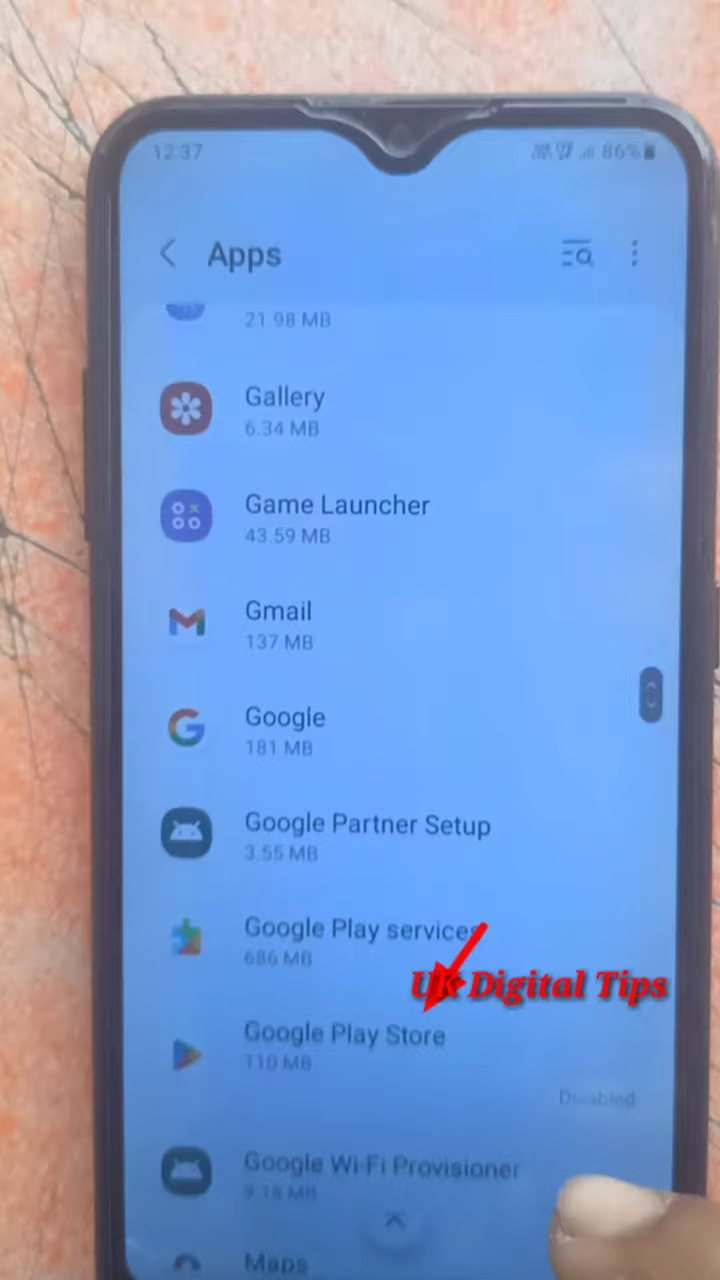 12.37
86%
Apps
21.98 MB
Gallery
6.34 MB
Game Launcher
43.59 MB
Gmail
137 MB
Google
181 MB
Google Partner Setup
3.55 MB
Google Play services
686 MB
UK Digital Tips
Google Play Store
110 MB
Disabled
Google Wi-Fi Provisioner
9.18 MB
Maps